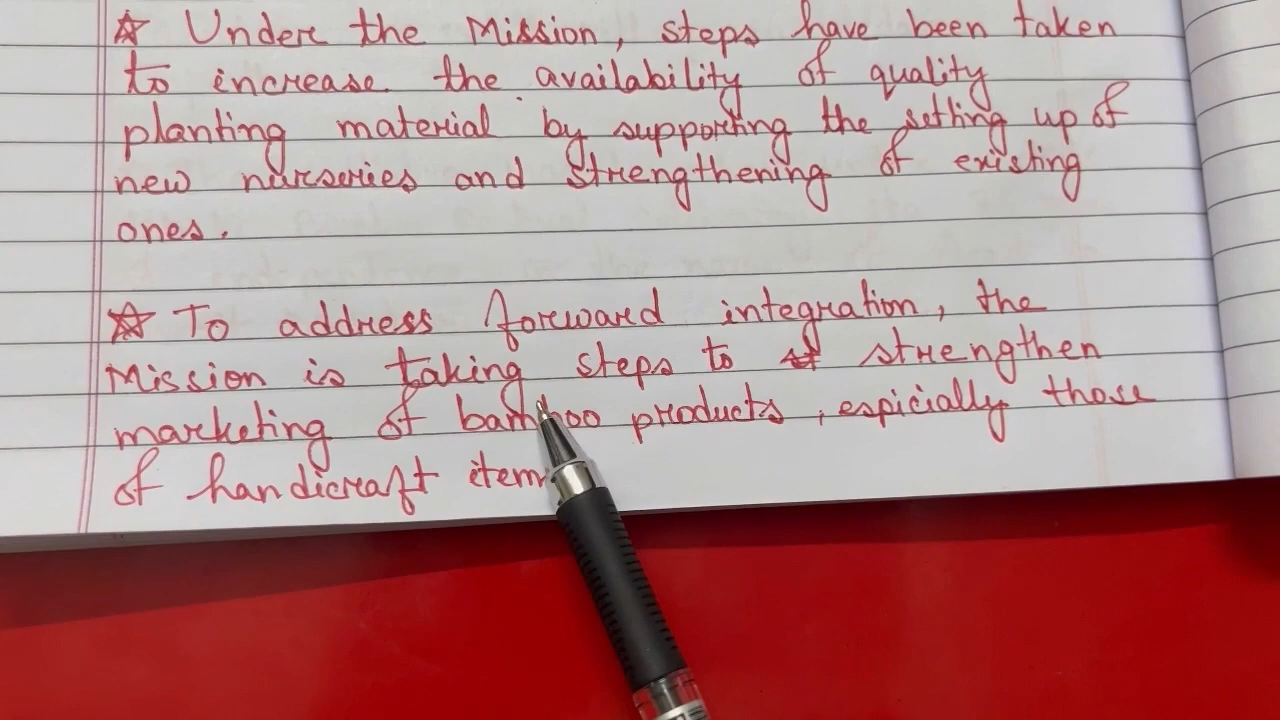 ☆ Under the Mission, steps have been taken
to increase the availability of quality
planting material by supporting the setting up of
new nurseries and strengthening of existing
ones.
☆ To address forward integration, the
Mission is taking steps to strengthen
marketing of bamboo products, espicially those
of handicraft item